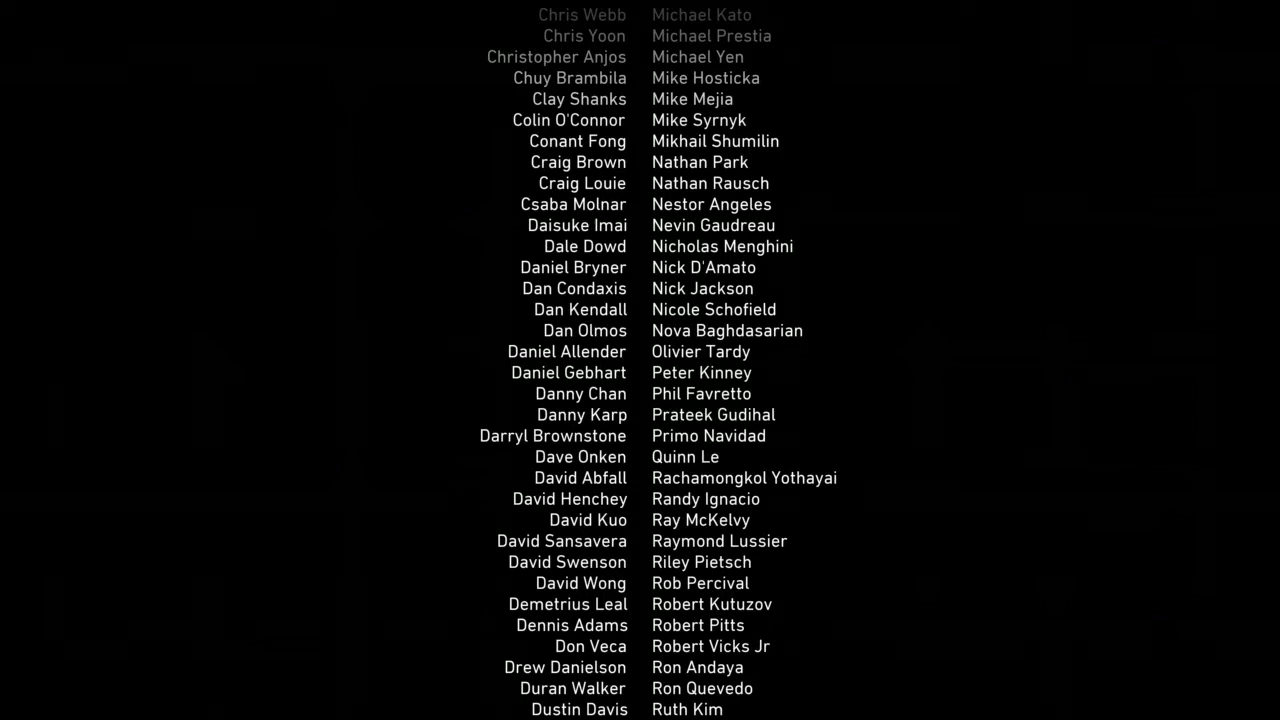 Chris Webb Michael Kato
Chris Yoon Michael Prestia
Christopher Anjos Michael Yen
Chuy Brambila Mike Hosticka
Clay Shanks Mike Mejia
Colin O'Connor Mike Syrnyk
Conant Fong Mikhail Shumilin
Craig Brown Nathan Park
Craig Louie Nathan Rausch
Csaba Molnar Nestor Angeles
Daisuke Imai Nevin Gaudreau
Dale Dowd Nicholas Menghini
Daniel Bryner Nick D'Amato
Dan Condaxis Nick Jackson
Dan Kendall Nicole Schofield
Dan Olmos Nova Baghdasarian
Daniel Allender Olivier Tardy
Daniel Gebhart Peter Kinney
Danny Chan Phil Favretto
Danny Karp Prateek Gudihal
Darryl Brownstone Primo Navidad
Dave Onken Quinn Le
David Abfall Rachamongkol Yothayai
David Henchey Randy Ignacio
David Kuo Ray McKelvy
David Sansavera Raymond Lussier
David Swenson Riley Pietsch
David Wong Rob Percival
Demetrius Leal Robert Kutuzov
Dennis Adams Robert Pitts
Don Veca Robert Vicks Jr
Drew Danielson Ron Andaya
Duran Walker Ron Quevedo
Dustin Davis Ruth Kim